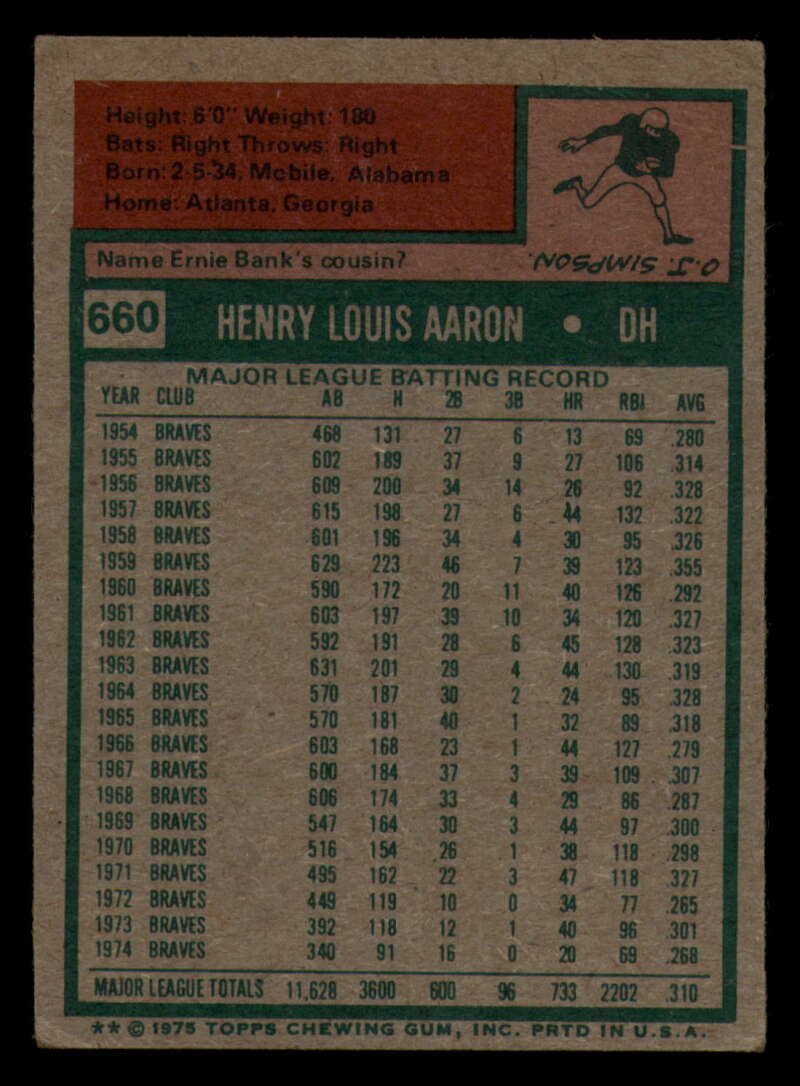 Height: 6'0" Weight: 180
Bats: Right Throws: Right
Born: 2-5-34, Mobile, Alabama
Home: Atlanta, Georgia
Name Ernie Bank's cousin?
O.J. SIMPSON.
660 HENRY LOUIS AARON • DH
MAJOR LEAGUE BATTING RECORD
YEAR CLUB AB H 2B 3B HR RBI AVG
1954 BRAVES 468 131 27 6 13 69 .280
1955 BRAVES 602 189 37 9 27 106 .314
1956 BRAVES 609 200 34 14 26 92 .328
1957 BRAVES 615 198 27 6 44 132 .322
1958 BRAVES 601 196 34 4 30 95 .326
1959 BRAVES 629 223 46 7 39 123 .355
1960 BRAVES 590 172 20 11 40 126 .292
1961 BRAVES 603 197 39 10 34 120 .327
1962 BRAVES 592 191 28 6 45 128 .323
1963 BRAVES 631 201 29 4 44 130 .319
1964 BRAVES 570 187 30 2 24 95 .328
1965 BRAVES 570 181 40 1 32 89 .318
1966 BRAVES 603 168 23 1 44 127 .279
1967 BRAVES 600 184 37 3 39 109 .307
1968 BRAVES 606 174 33 4 29 86 .287
1969 BRAVES 547 164 30 3 44 97 .300
1970 BRAVES 516 154 26 1 38 118 .298
1971 BRAVES 495 162 22 3 47 118 .327
1972 BRAVES 449 119 10 0 34 77 .265
1973 BRAVES 392 118 12 1 40 96 .301
1974 BRAVES 340 91 16 0 20 69 .268
MAJOR LEAGUE TOTALS 11,628 3600 600 96 733 2202 .310
** © 1975 TOPPS CHEWING GUM, INC. PRTD IN U.S.A.